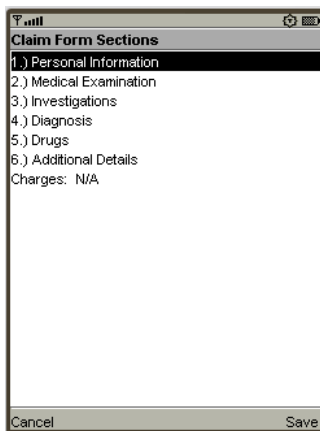 Claim Form Sections
1.) Personal Information
2.) Medical Examination
3.) Investigations
4.) Diagnosis
5.) Drugs
6.) Additional Details
Charges: N/A
Cancel Save